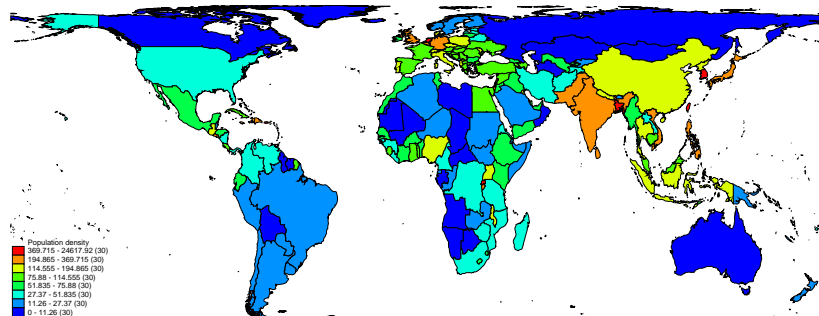 Population density
369.715 - 24617.92 (30)
194.865 - 369.715 (30)
114.555 - 194.865 (30)
75.88 - 114.555 (30)
51.835 - 75.88 (30)
27.37 - 51.835 (30)
11.26 - 27.37 (30)
0 - 11.26 (30)